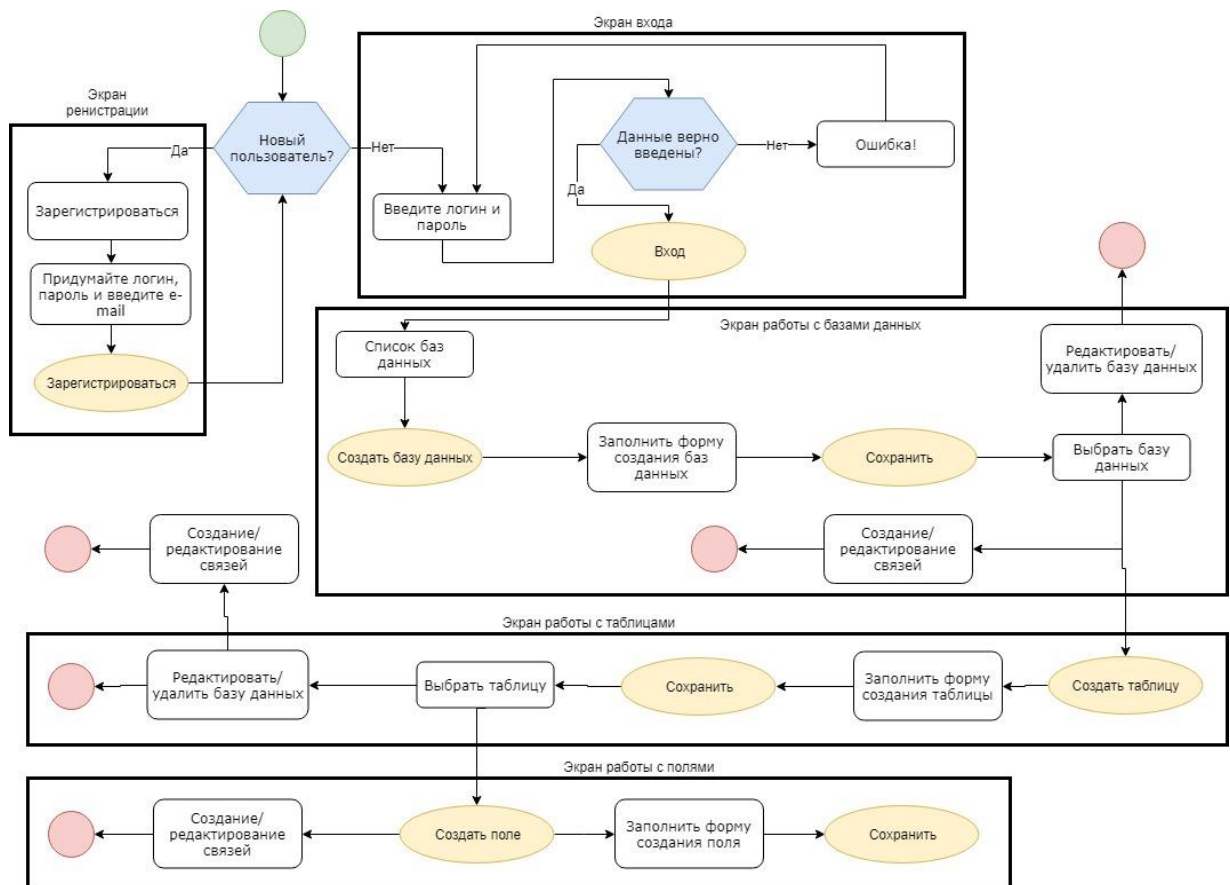 Экран входа
Экран
ренистрации
Новый
пользователь?
Да
Нет
Данные верно
введены?
Нет
Ошибка!
Да
Зарегистрироваться
Введите логин и
пароль
Вход
Придумайте логин,
пароль и введите e-
mail
Зарегистрироваться
Экран работы с базами данных
Список баз
данных
Редактировать/
удалить базу данных
Создать базу данных
Заполнить форму
создания баз
данных
Сохранить
Выбрать базу
данных
Создание/
редактирование
связей
Создание/
редактирование
связей
Экран работы с таблицами
Редактировать/
удалить базу данных
Выбрать таблицу
Сохранить
Заполнить форму
создания таблицы
Создать таблицу
Экран работы с полями
Создание/
редактирование
связей
Создать поле
Заполнить форму
создания поля
Сохранить